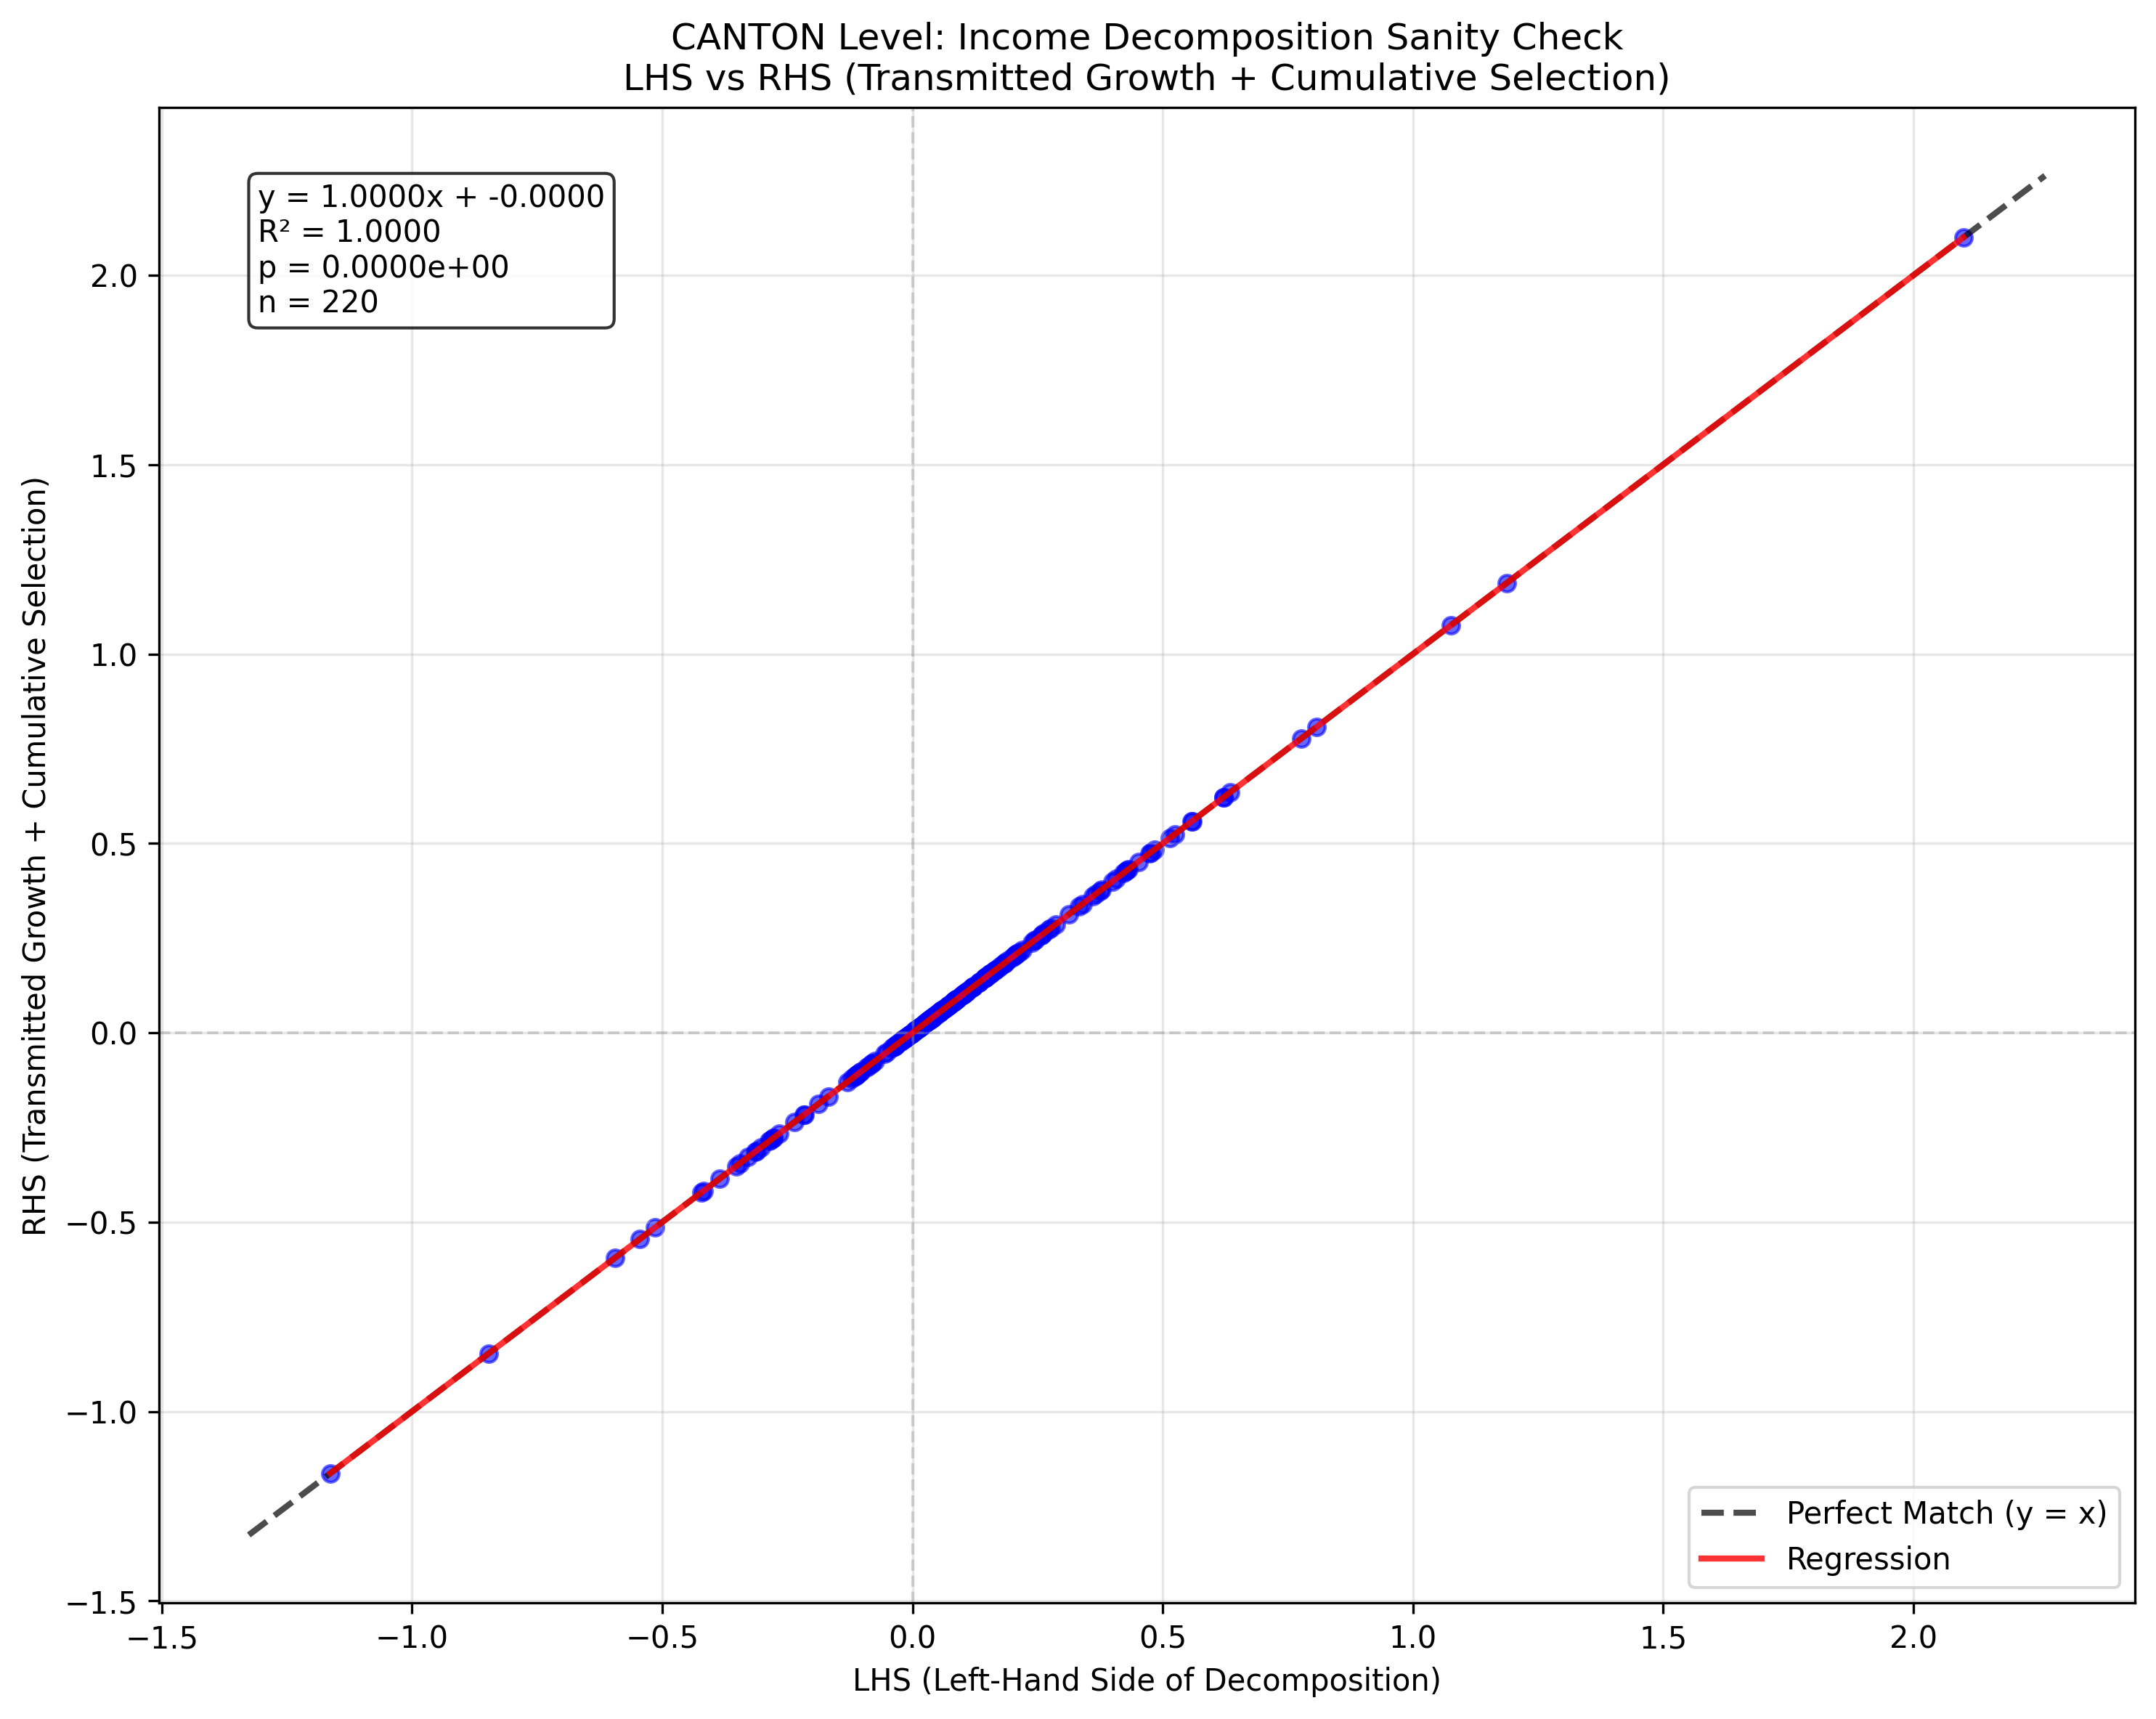 CANTON Level: Income Decomposition Sanity Check
LHS vs RHS (Transmitted Growth + Cumulative Selection)
y = 1.0000x + -0.0000
R² = 1.0000
p = 0.0000e+00
n = 220
RHS (Transmitted Growth + Cumulative Selection)
2.0
1.5
1.0
0.5
0.0
−0.5
−1.0
−1.5
Perfect Match (y = x)
Regression
−1.5 −1.0 −0.5 0.0 0.5 1.0 1.5 2.0
LHS (Left-Hand Side of Decomposition)